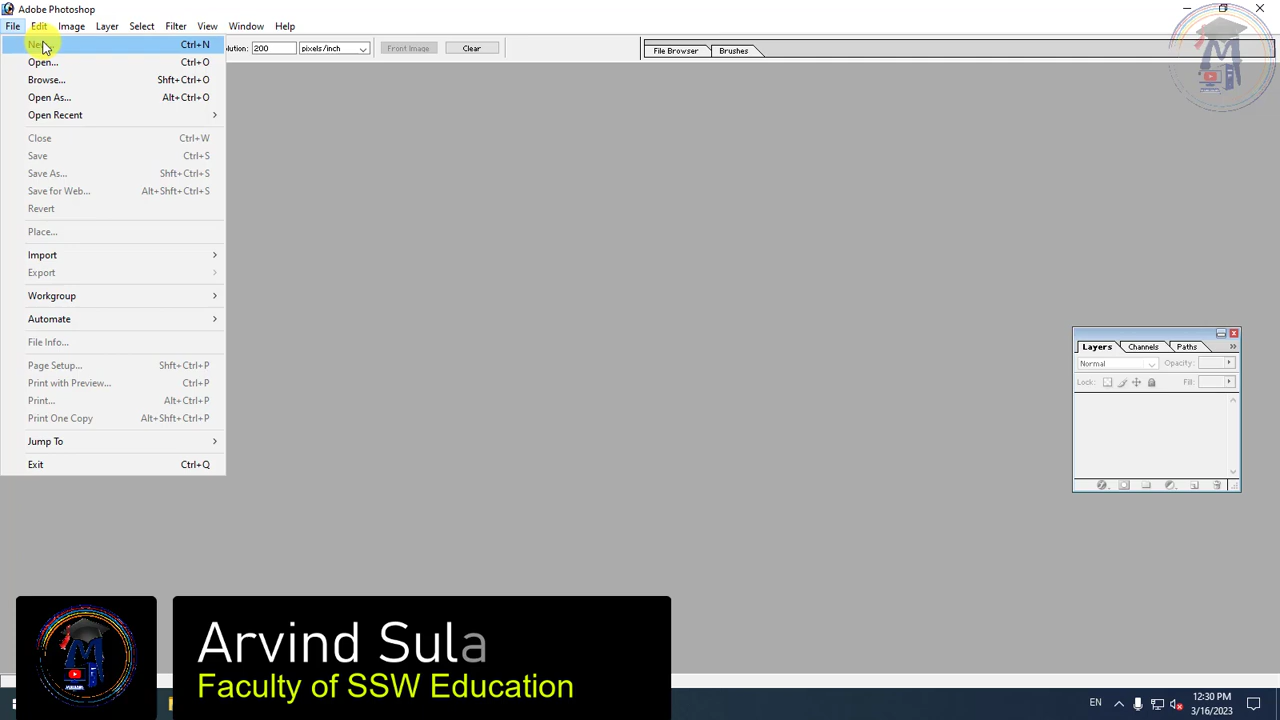 Adobe Photoshop
File Edit Image Layer Select Filter View Window Help
New... Ctrl+N
lution: 200 pixels/inch Front Image Clear File Browser Brushes
Open... Ctrl+O
Browse... Shft+Ctrl+O
Open As... Alt+Ctrl+O
Open Recent
Close Ctrl+W
Save Ctrl+S
Save As... Shft+Ctrl+S
Save for Web... Alt+Shft+Ctrl+S
Revert
Place...
Import
Export
Workgroup
Automate
File Info...
Page Setup... Shft+Ctrl+P
Print with Preview... Ctrl+P
Print... Alt+Ctrl+P
Print One Copy Alt+Shft+Ctrl+P
Jump To
Exit Ctrl+Q
Layers Channels Paths
Normal Opacity:
Lock: Fill:
Arvind Sula
Faculty of SSW Education
EN
12:30 PM
3/16/2023